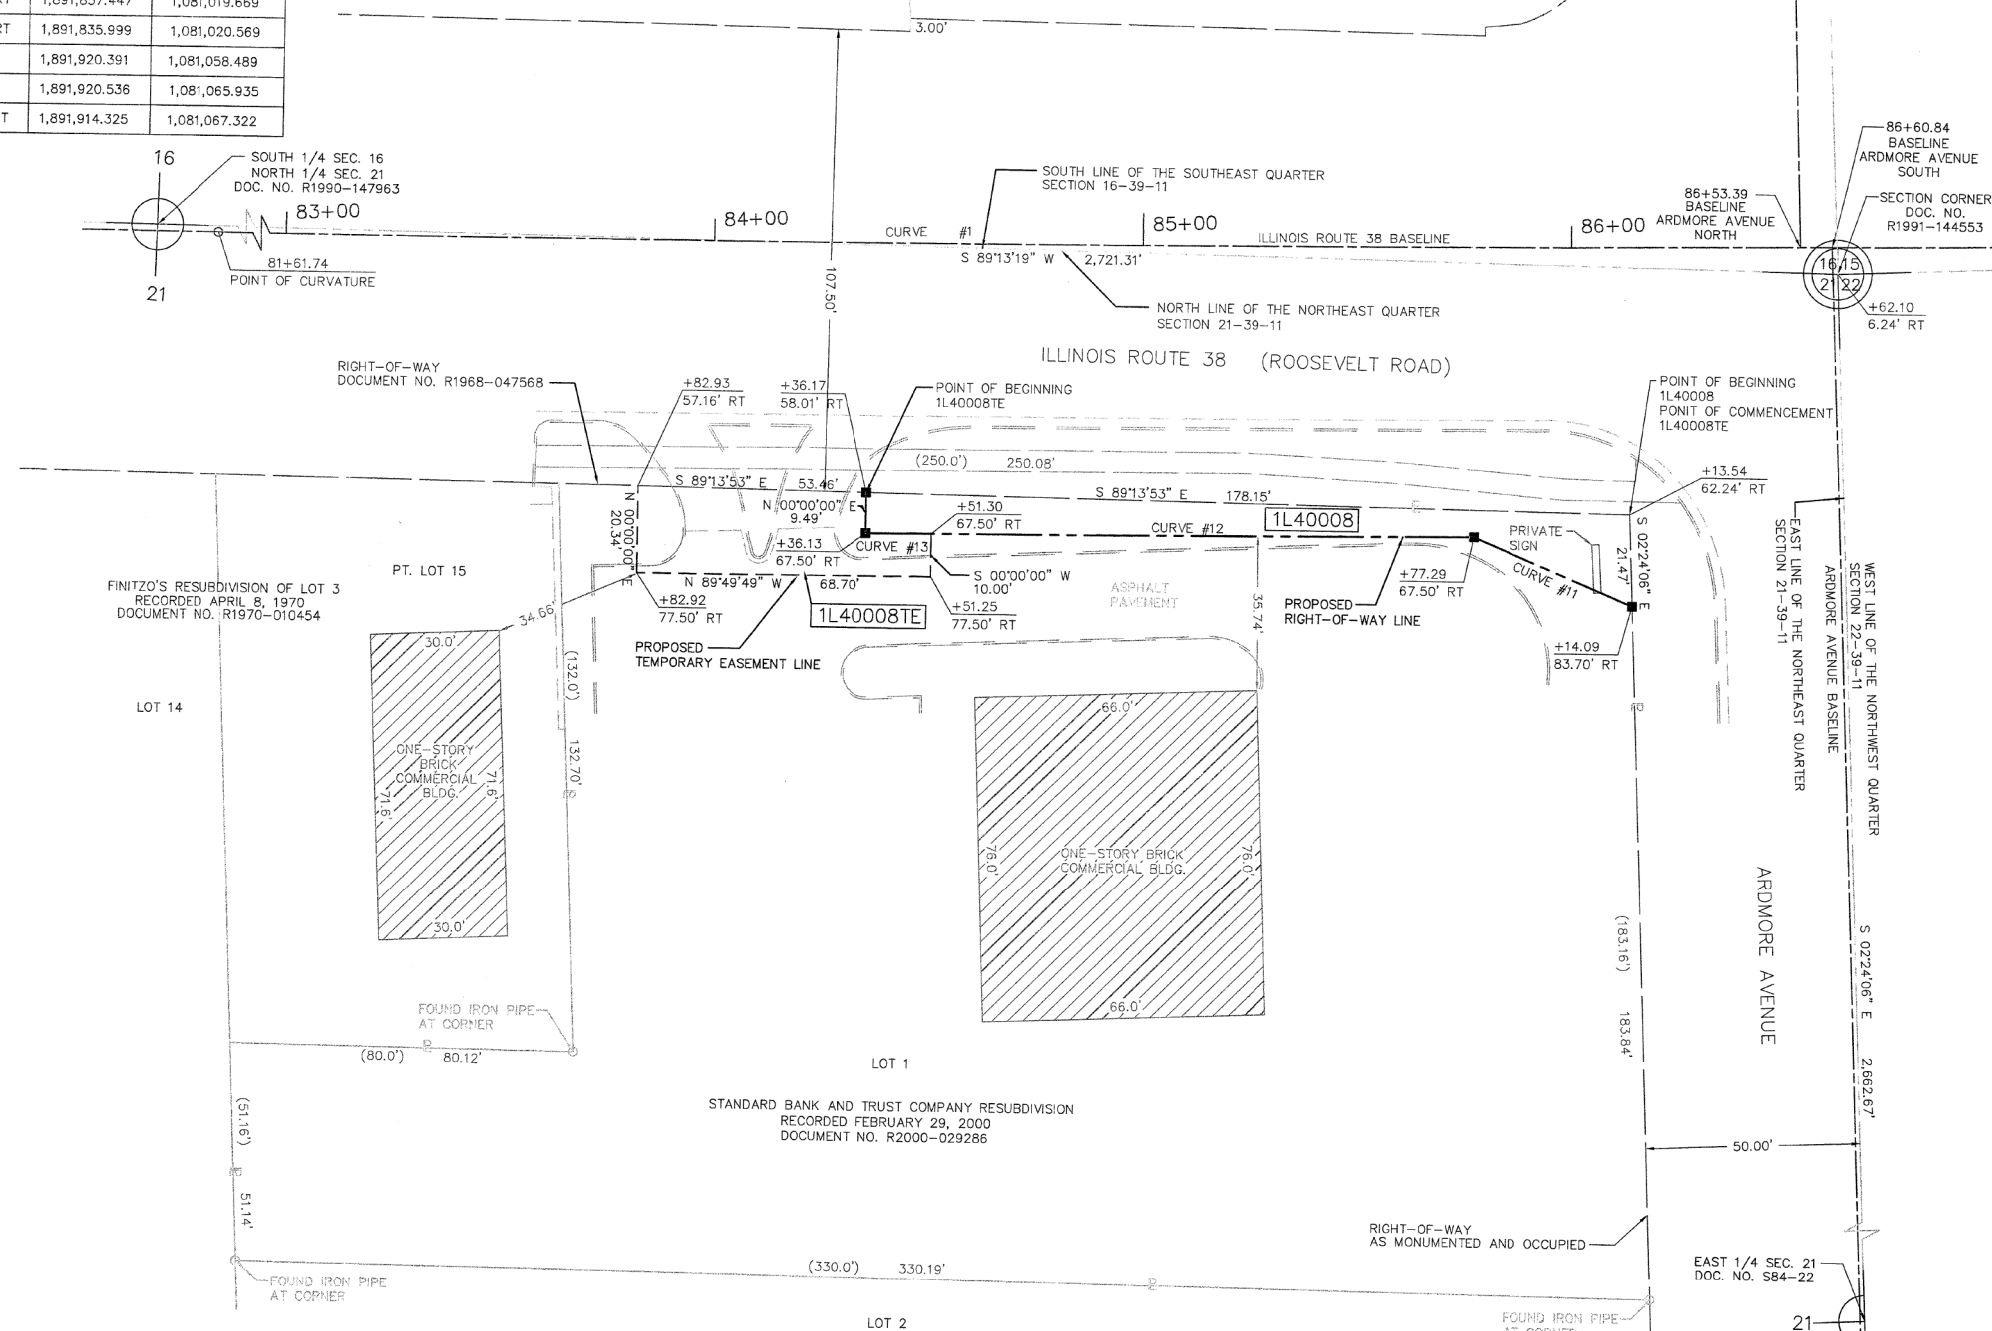 1,081,019.669
RT 1,891,835.999 1,081,020.569
1,891,920.391 1,081,058.489
1,891,920.536 1,081,065.935
T 1,891,914.325 1,081,067.322
3.00'
16
21
SOUTH 1/4 SEC. 16
NORTH 1/4 SEC. 21
DOC. NO. R1990-147963
83+00
81+61.74
POINT OF CURVATURE
84+00
CURVE #1
SOUTH LINE OF THE SOUTHEAST QUARTER
SECTION 16-39-11
85+00
ILLINOIS ROUTE 38 BASELINE
S 89°13'19" W 2,721.31'
NORTH LINE OF THE NORTHEAST QUARTER
SECTION 21-39-11
86+00
86+53.39
BASELINE
ARDMORE AVENUE
NORTH
86+60.84
BASELINE
ARDMORE AVENUE
SOUTH
SECTION CORNER
DOC. NO.
R1991-144553
16 15
21 22
+62.10
6.24' RT
107.50'
ILLINOIS ROUTE 38 (ROOSEVELT ROAD)
RIGHT-OF-WAY
DOCUMENT NO. R1968-047568
+82.93
57.16' RT
+36.17
58.01' RT
POINT OF BEGINNING
1L40008TE
POINT OF BEGINNING
1L40008
PONIT OF COMMENCEMENT
1L40008TE
(250.0') 250.08'
S 89°13'53" E 53.46'
S 89°13'53" E 178.15'
+13.54
62.24' RT
N 00°00'00" E
9.49'
N 00°00'00" E
20.34'
+51.30
67.50' RT
CURVE #12
1L40008
PRIVATE
SIGN
+36.13
67.50' RT
CURVE #13
S 00°00'00" W
10.00'
N 89°49'49" W 68.70'
+82.92
77.50' RT
1L40008TE
+51.25
77.50' RT
ASPHALT
PAVEMENT
35.74'
PROPOSED
RIGHT-OF-WAY LINE
+77.29
67.50' RT
CURVE #11
S 02°24'06" E
21.47'
+14.09
83.70' RT
PROPOSED
TEMPORARY EASEMENT LINE
PT. LOT 15
FINITZO'S RESUBDIVISION OF LOT 3
RECORDED APRIL 8, 1970
DOCUMENT NO. R1970-010454
34.66'
LOT 14
30.0'
71.6'
ONE-STORY
BRICK
COMMERCIAL
BLDG.
71.6'
30.0'
(132.0') 132.70'
66.0'
76.0'
ONE-STORY BRICK
COMMERCIAL BLDG.
76.0'
66.0'
EAST LINE OF THE NORTHEAST QUARTER
SECTION 21-39-11
ARDMORE AVENUE BASELINE
WEST LINE OF THE NORTHWEST QUARTER
SECTION 22-39-11
ARDMORE AVENUE
S 02°24'06" E 2,662.67'
(183.16') 183.84'
FOUND IRON PIPE
AT CORNER
(80.0') 80.12'
LOT 1
STANDARD BANK AND TRUST COMPANY RESUBDIVISION
RECORDED FEBRUARY 29, 2000
DOCUMENT NO. R2000-029286
(51.16') 51.14'
50.00'
RIGHT-OF-WAY
AS MONUMENTED AND OCCUPIED
(330.0') 330.19'
FOUND IRON PIPE
AT CORNER
EAST 1/4 SEC. 21
DOC. NO. S84-22
21
LOT 2
FOUND IRON PIPE